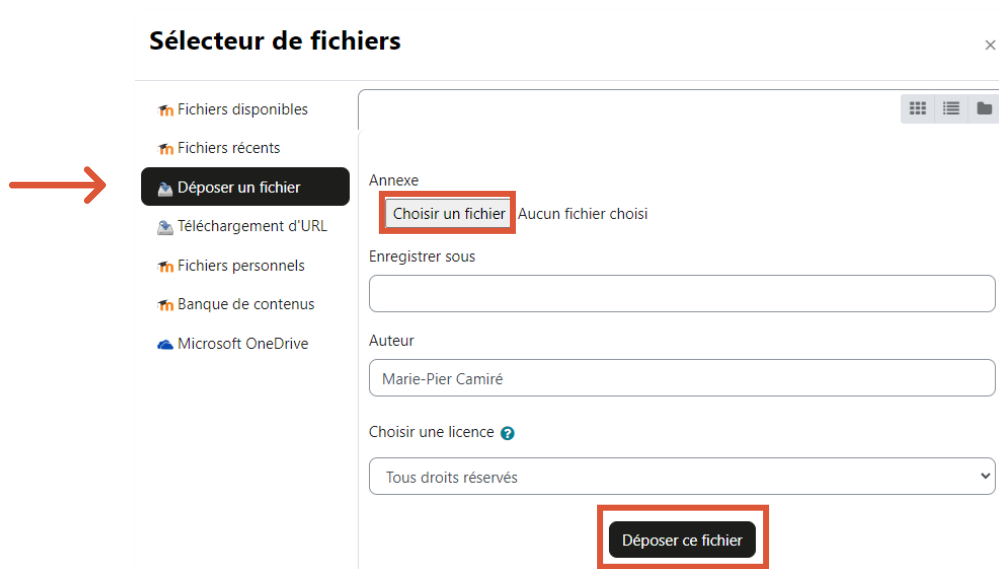 Sélecteur de fichiers
×
Fichiers disponibles
Fichiers récents
Déposer un fichier
Téléchargement d'URL
Fichiers personnels
Banque de contenus
Microsoft OneDrive
Annexe
Choisir un fichier Aucun fichier choisi
Enregistrer sous
Auteur
Marie-Pier Camiré
Choisir une licence ?
Tous droits réservés
Déposer ce fichier